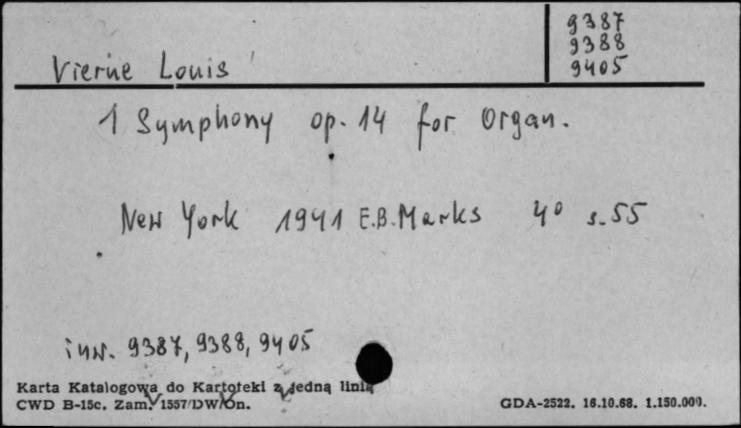 9387
9388
9405
Vierne Louis
1 Symphony op. 14 for Organ.
New York 1941 E.B. Marks 4° s. 55
inw. 9387, 9388, 9405
Karta Katalogowa do Kartoteki z jedną linią
CWD B-15c. Zam. 1557/DW/On.
GDA-2522. 16.10.68. 1.150.000.